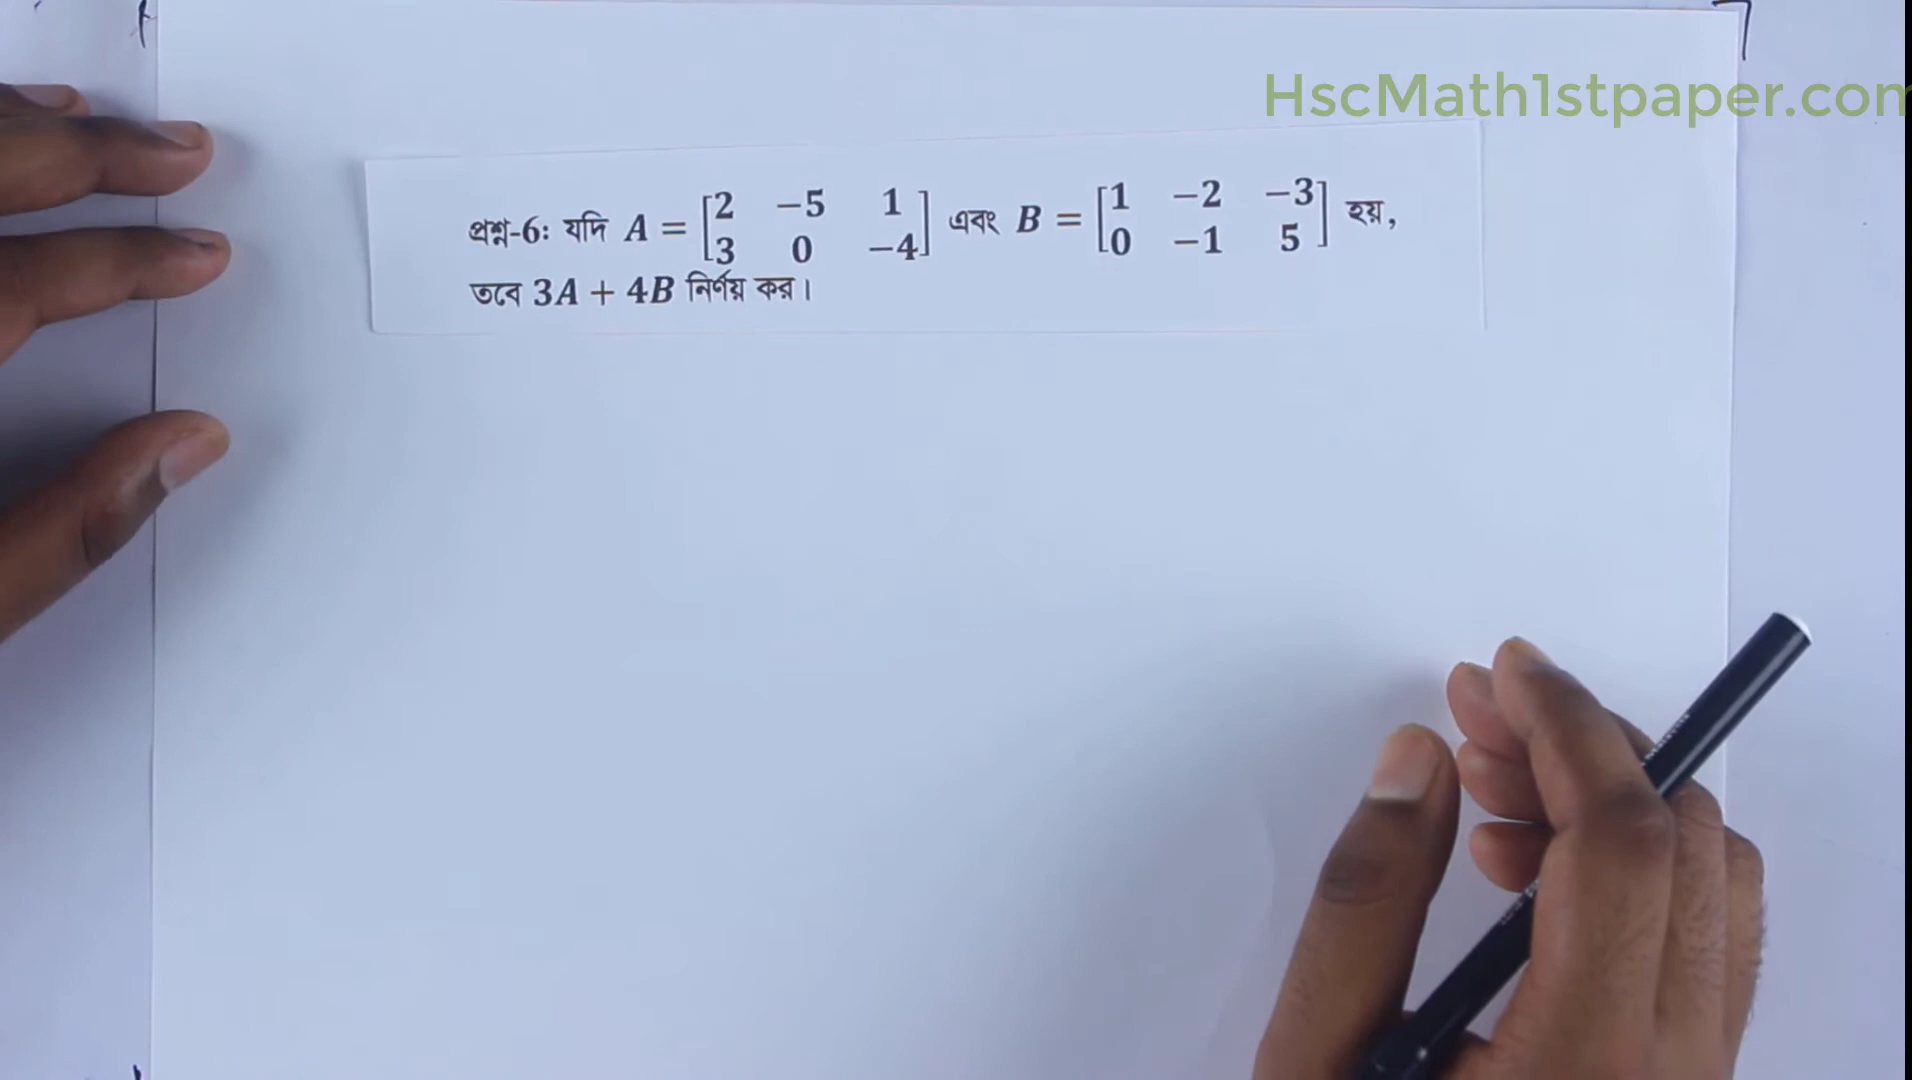 HscMath1stpaper.com
প্রশ্ন-6: যদি A = [2 −5 1; 3 0 −4] এবং B = [1 −2 −3; 0 −1 5] হয়,
তবে 3A + 4B নির্ণয় কর।